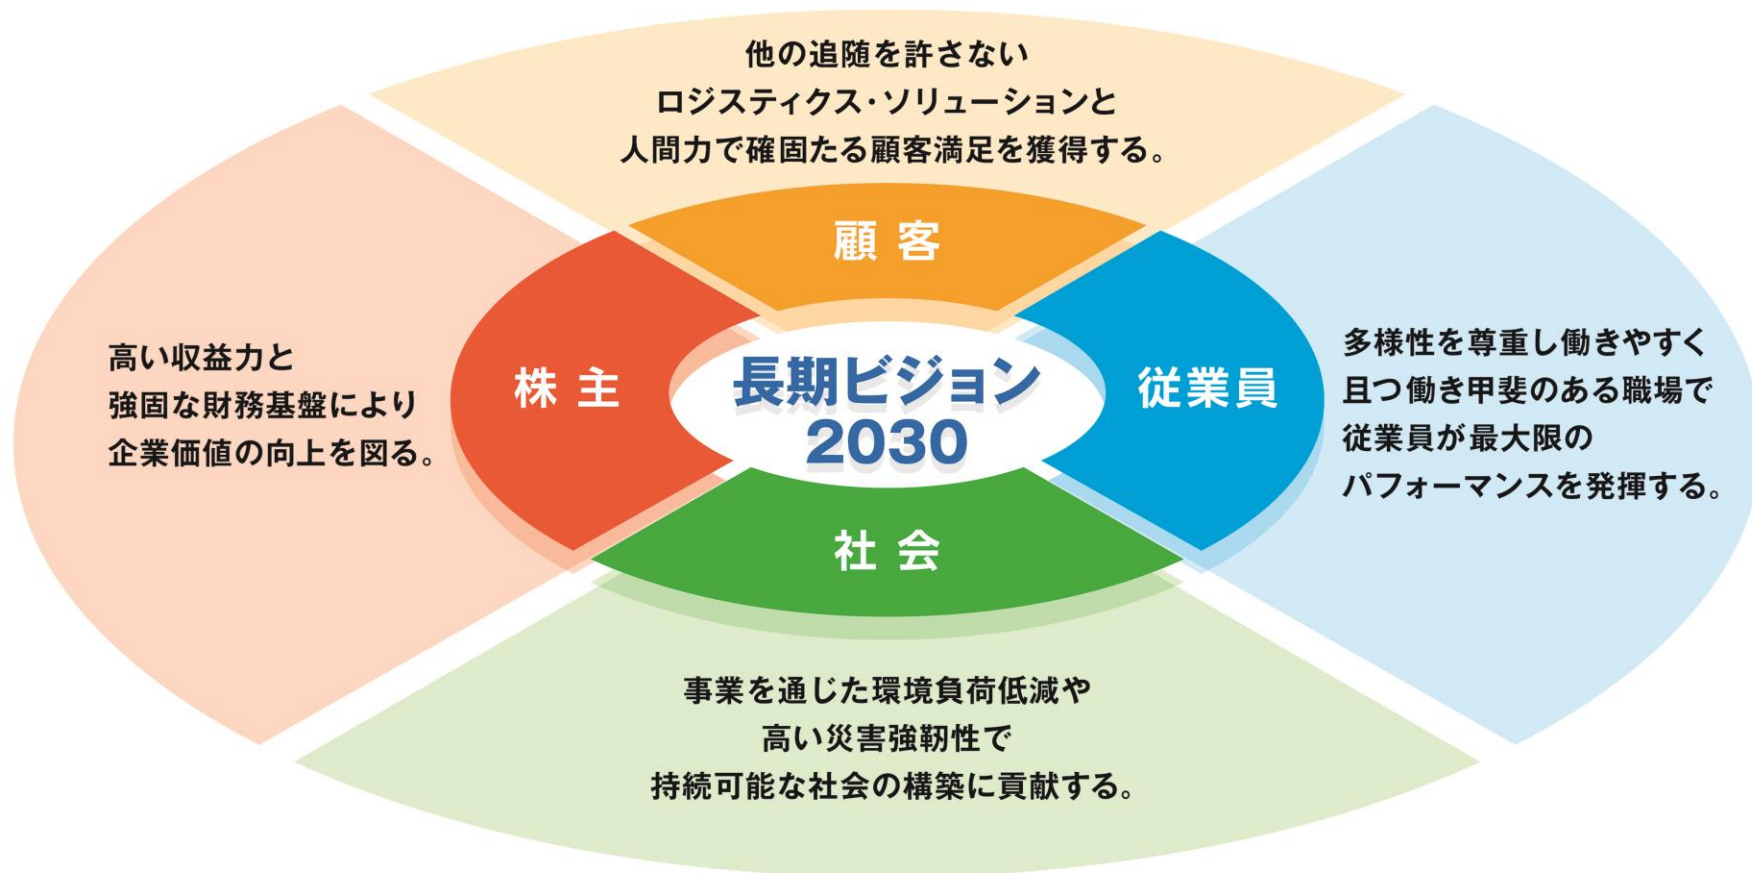 他の追随を許さない
ロジスティクス・ソリューションと
人間力で確固たる顧客満足を獲得する。
顧客
高い収益力と
強固な財務基盤により
企業価値の向上を図る。
株主
長期ビジョン
2030
従業員
多様性を尊重し働きやすく
且つ働き甲斐のある職場で
従業員が最大限の
パフォーマンスを発揮する。
社会
事業を通じた環境負荷低減や
高い災害強靭性で
持続可能な社会の構築に貢献する。